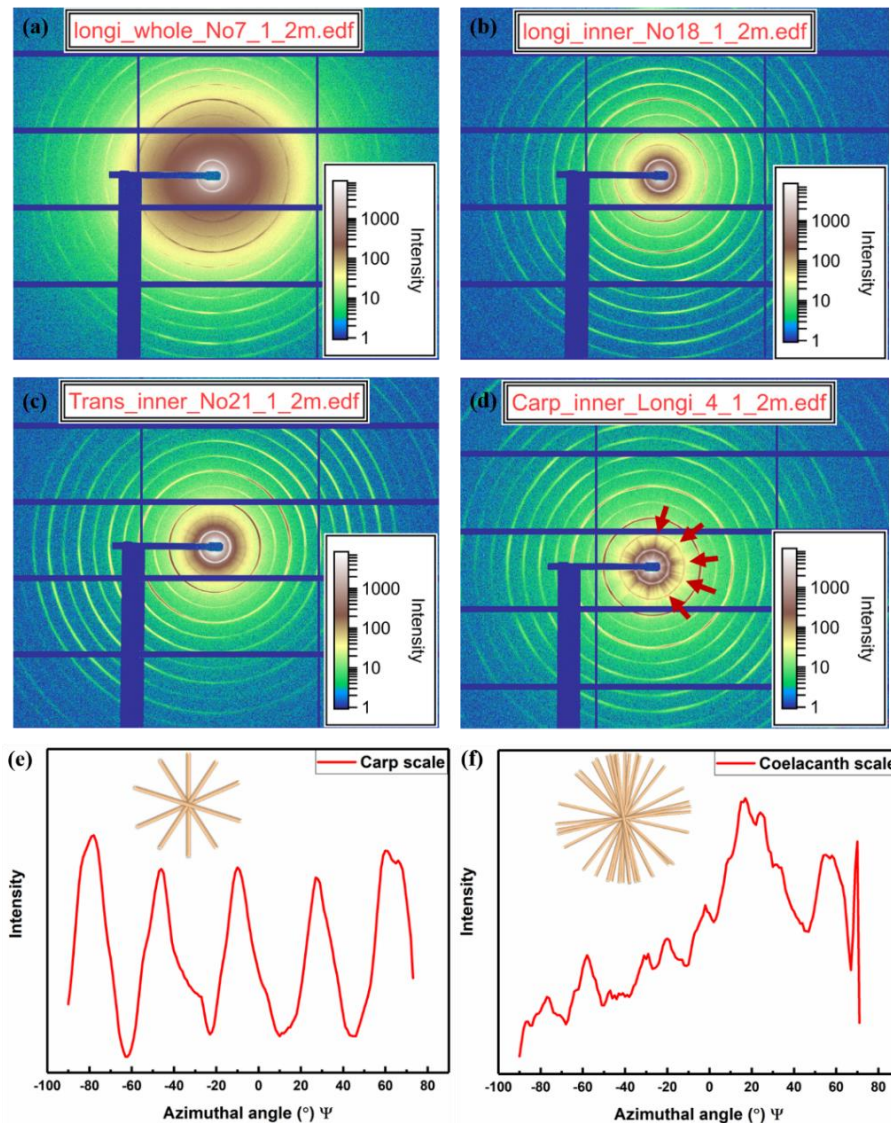 (a) longi_whole_No7_1_2m.edf
1000
100
10
1
Intensity
(b) longi_inner_No18_1_2m.edf
1000
100
10
1
Intensity
(c) Trans_inner_No21_1_2m.edf
1000
100
10
1
Intensity
(d) Carp_inner_Longi_4_1_2m.edf
1000
100
10
1
Intensity
(e)
Carp scale
Intensity
-100 -80 -60 -40 -20 0 20 40 60 80
Azimuthal angle (°) Ψ
(f)
Coelacanth scale
Intensity
-100 -80 -60 -40 -20 0 20 40 60 80
Azimuthal angle (°) Ψ